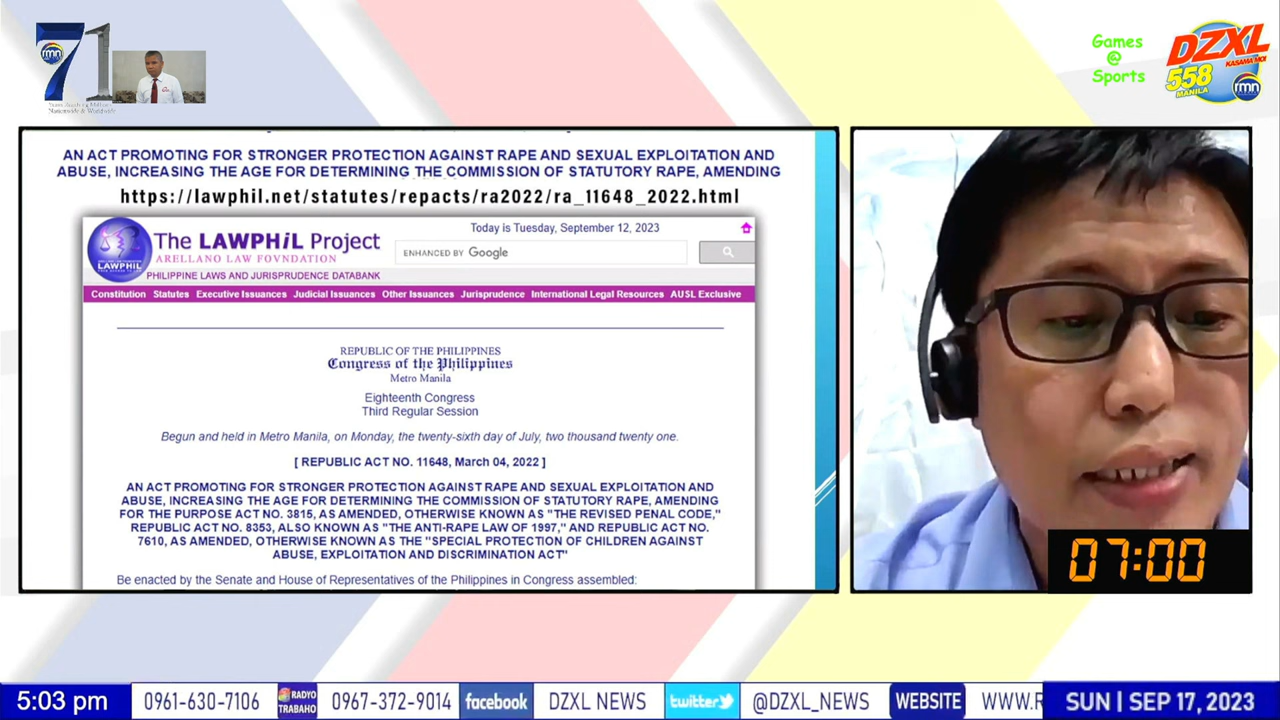 71
rmn
Nationwide & Worldwide
Games
@
Sports
DZXL
KASAMA MO!
558
MANILA
rmn
AN ACT PROMOTING FOR STRONGER PROTECTION AGAINST RAPE AND SEXUAL EXPLOITATION AND
ABUSE, INCREASING THE AGE FOR DETERMINING THE COMMISSION OF STATUTORY RAPE, AMENDING
https://lawphil.net/statutes/repacts/ra2022/ra_11648_2022.html
Today is Tuesday, September 12, 2023
The LAWPHiL Project
ARELLANO LAW FOUNDATION
PHILIPPINE LAWS AND JURISPRUDENCE DATABANK
LAWPHIL
ENHANCED BY Google
Constitution Statutes Executive Issuances Judicial Issuances Other Issuances Jurisprudence International Legal Resources AUSL Exclusive
REPUBLIC OF THE PHILIPPINES
Congress of the Philippines
Metro Manila
Eighteenth Congress
Third Regular Session
Begun and held in Metro Manila, on Monday, the twenty-sixth day of July, two thousand twenty one.
[ REPUBLIC ACT NO. 11648, March 04, 2022 ]
AN ACT PROMOTING FOR STRONGER PROTECTION AGAINST RAPE AND SEXUAL EXPLOITATION AND
ABUSE, INCREASING THE AGE FOR DETERMINING THE COMMISSION OF STATUTORY RAPE, AMENDING
FOR THE PURPOSE ACT NO. 3815, AS AMENDED, OTHERWISE KNOWN AS "THE REVISED PENAL CODE,"
REPUBLIC ACT NO. 8353, ALSO KNOWN AS "THE ANTI-RAPE LAW OF 1997," AND REPUBLIC ACT NO.
7610, AS AMENDED, OTHERWISE KNOWN AS THE "SPECIAL PROTECTION OF CHILDREN AGAINST
ABUSE, EXPLOITATION AND DISCRIMINATION ACT"
Be enacted by the Senate and House of Representatives of the Philippines in Congress assembled:
07:00
5:03 pm
0961-630-7106 RADYO TRABAHO 0967-372-9014 facebook DZXL NEWS twitter @DZXL_NEWS WEBSITE WWW.R
SUN | SEP 17, 2023